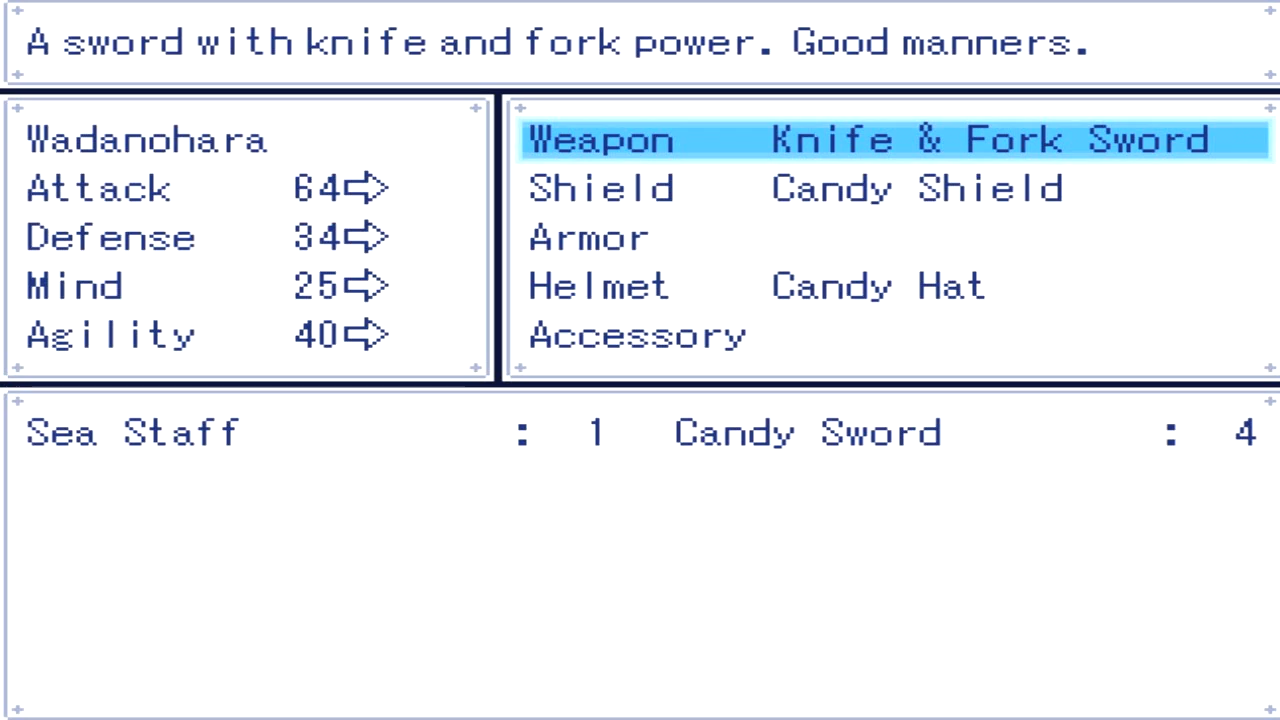 A sword with knife and fork power. Good manners.
Wadanohara
Attack 64⇨
Defense 34⇨
Mind 25⇨
Agility 40⇨
Weapon Knife & Fork Sword
Shield Candy Shield
Armor
Helmet Candy Hat
Accessory
Sea Staff : 1 Candy Sword : 4